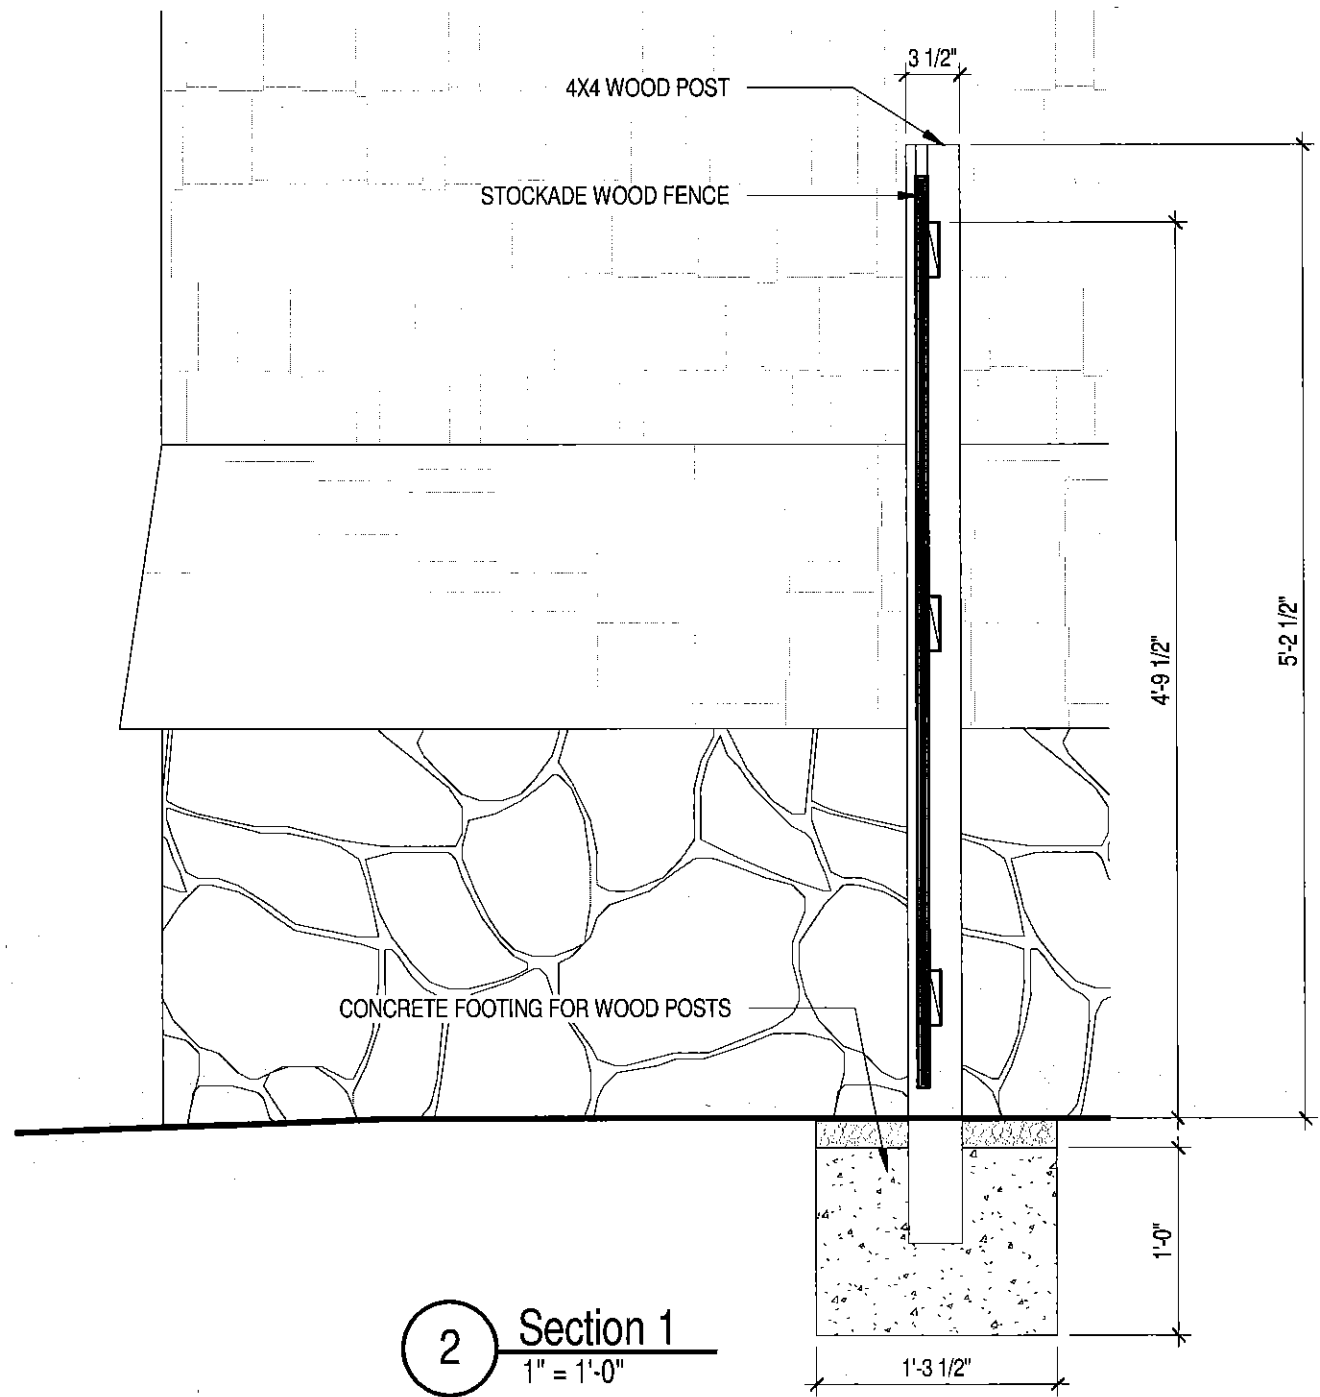 3 1/2"
4X4 WOOD POST
STOCKADE WOOD FENCE
4'-9 1/2"
5'-2 1/2"
CONCRETE FOOTING FOR WOOD POSTS
1'-0"
2
Section 1
1" = 1'-0"
1'-3 1/2"